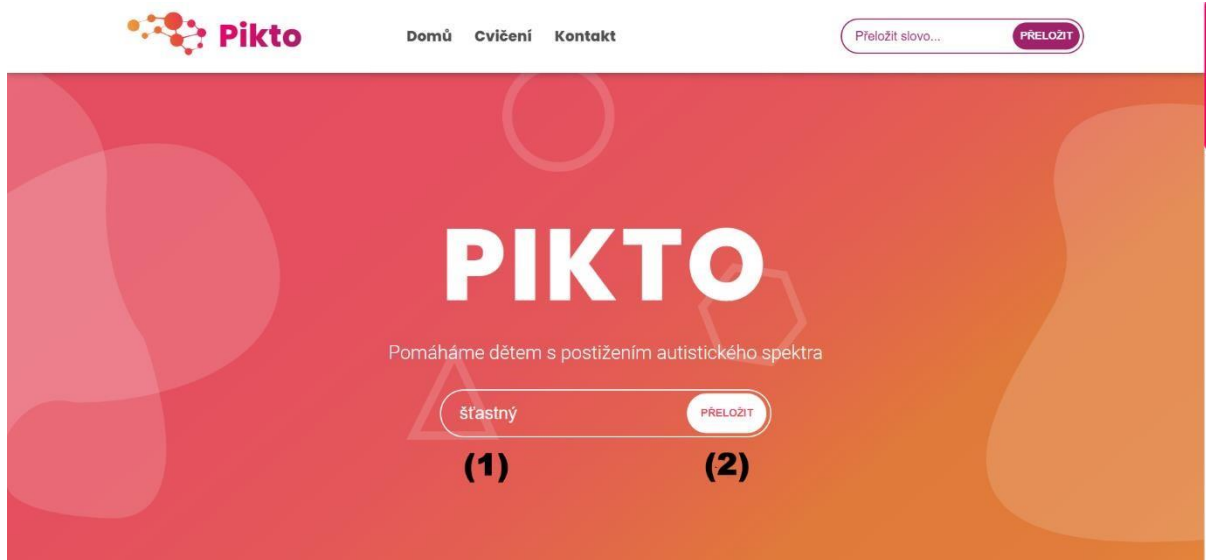 Pikto
Domů Cvičení Kontakt
Přeložit slovo... PŘELOŽIT
PIKTO
Pomáháme dětem s postižením autistického spektra
šťastný PŘELOŽIT
(1) (2)